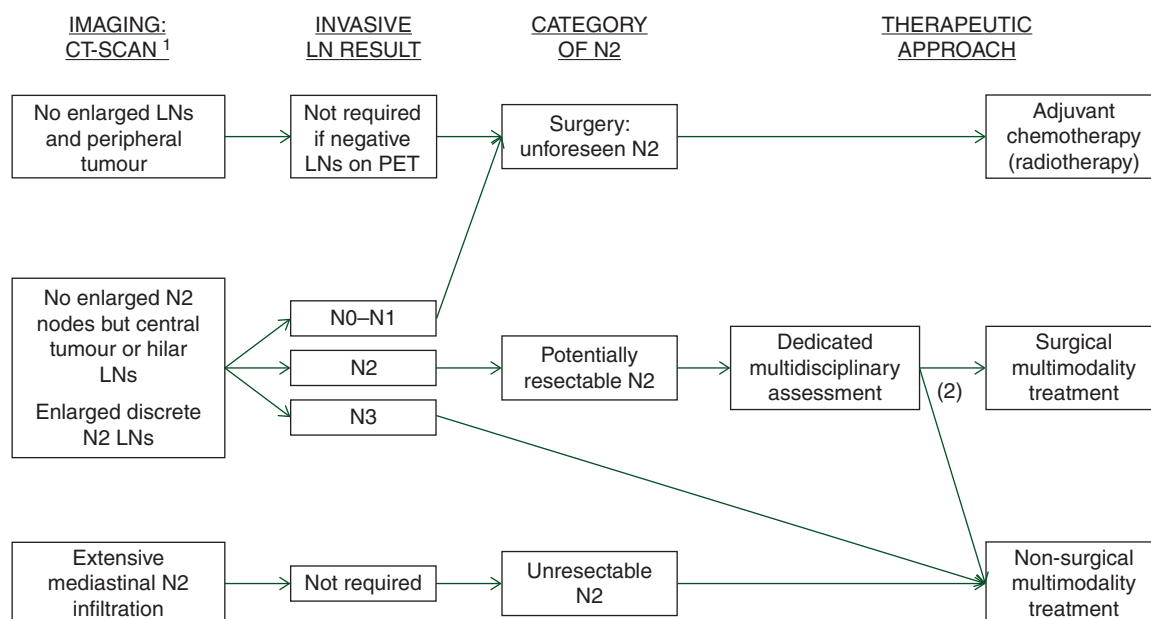 IMAGING:
CT-SCAN 1
INVASIVE
LN RESULT
CATEGORY
OF N2
THERAPEUTIC
APPROACH
No enlarged LNs
and peripheral
tumour
Not required
if negative
LNs on PET
Surgery:
unforeseen N2
Adjuvant
chemotherapy
(radiotherapy)
No enlarged N2
nodes but central
tumour or hilar
LNs
Enlarged discrete
N2 LNs
N0–N1
N2
N3
Potentially
resectable N2
Dedicated
multidisciplinary
assessment
(2)
Surgical
multimodality
treatment
Extensive
mediastinal N2
infiltration
Not required
Unresectable
N2
Non-surgical
multimodality
treatment